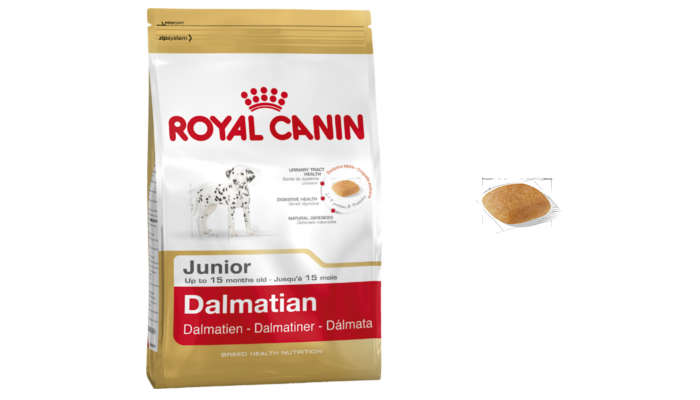 zipsystem
ROYAL CANIN
URINARY TRACT
HEALTH
DIGESTIVE HEALTH
NATURAL DEFENCES
Junior
Up to 15 months old - Jusqu'à 15 mois
Dalmatian
Dalmatien - Dalmatiner - Dálmata
BREED HEALTH NUTRITION